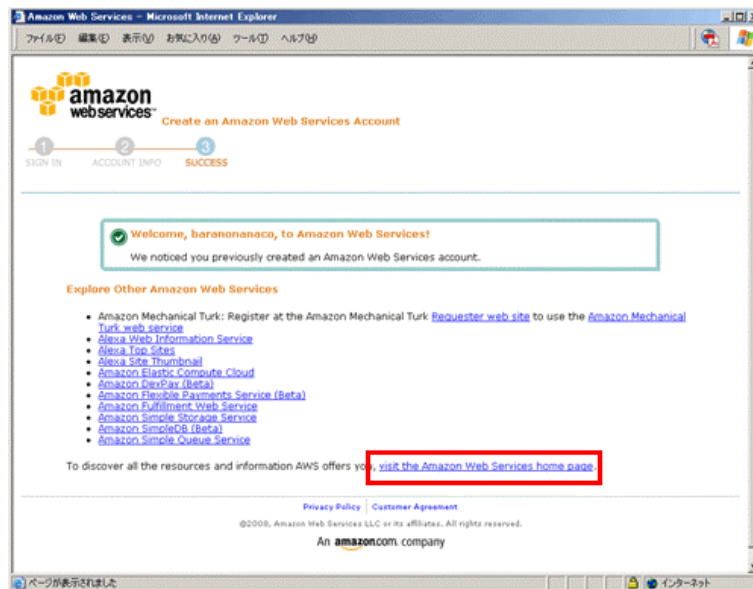 Amazon Web Services - Microsoft Internet Explorer
ファイル(F) 編集(E) 表示(V) お気に入り(A) ツール(T) ヘルプ(H)
amazon
webservices™
Create an Amazon Web Services Account
1 2 3
SIGN IN ACCOUNT INFO SUCCESS
Welcome, baranonanaco, to Amazon Web Services!
We noticed you previously created an Amazon Web Services account.
Explore Other Amazon Web Services
• Amazon Mechanical Turk: Register at the Amazon Mechanical Turk Requester web site to use the Amazon Mechanical
Turk web service
• Alexa Web Information Service
• Alexa Top Sites
• Alexa Site Thumbnail
• Amazon Elastic Compute Cloud
• Amazon DevPay (Beta)
• Amazon Flexible Payments Service (Beta)
• Amazon Fulfillment Web Service
• Amazon Simple Storage Service
• Amazon SimpleDB (Beta)
• Amazon Simple Queue Service
To discover all the resources and information AWS offers you, visit the Amazon Web Services home page.
Privacy Policy | Customer Agreement
©2008, Amazon Web Services LLC or its affiliates. All rights reserved.
An amazon.com. company
ページが表示されました インターネット